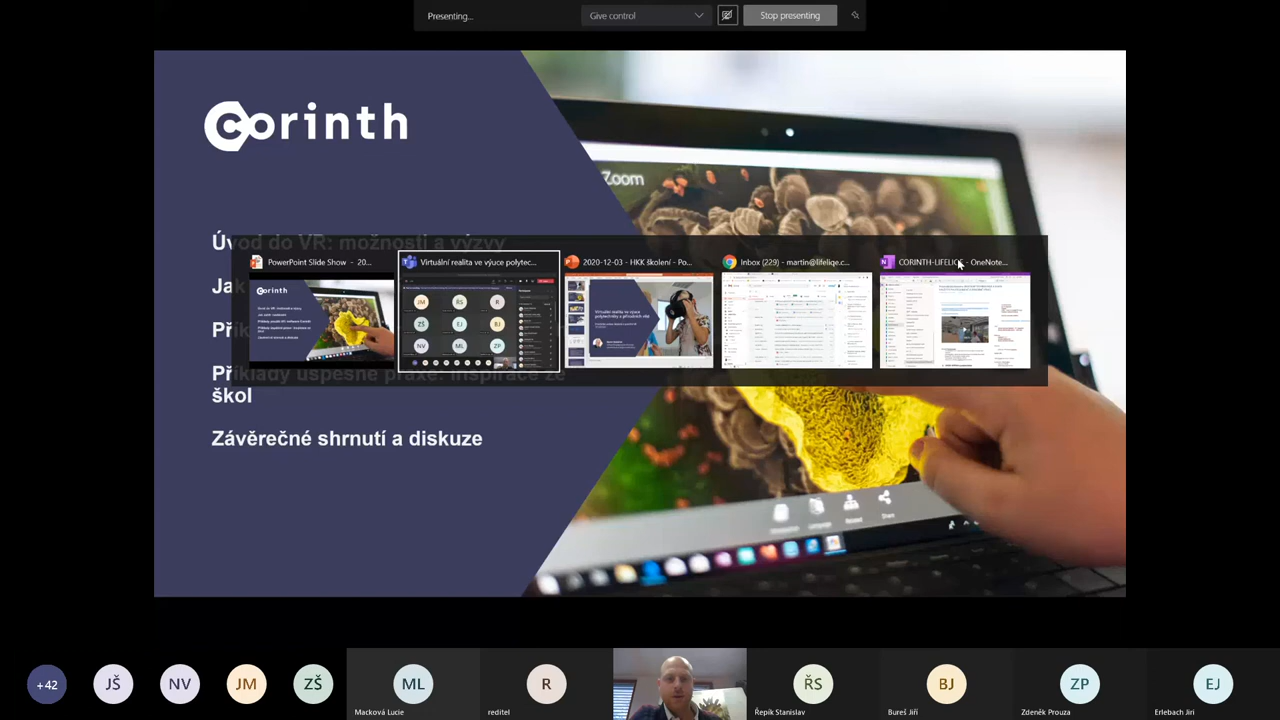 Presenting...
Give control
Stop presenting
Corinth
Zoom
Úvod do VR: možnosti a výzvy
PowerPoint Slide Show - 20...
Virtuální realita ve výuce polytec...
2020-12-03 - HKK školení - Po...
Inbox (229) - martin@lifeliqe.c...
CORINTH-LIFELIQE - OneNote...
škol
Závěrečné shrnutí a diskuze
Share
+42
JŠ
NV
JM
ZŠ
ML
R
ŘS
BJ
ZP
EJ
Macková Lucie
reditel
Řepík Stanislav
Bureš Jiří
Zdeněk Prouza
Erlebach Jiri